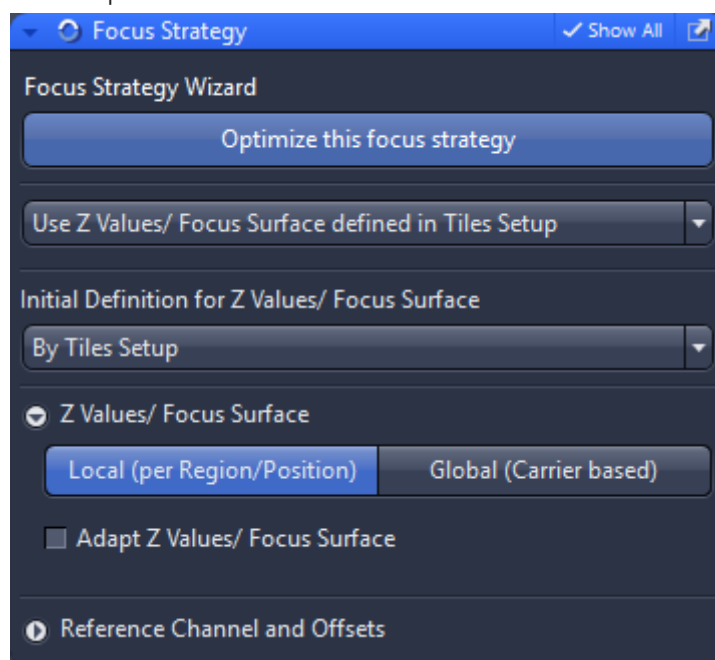 Focus Strategy
Show All
Focus Strategy Wizard
Optimize this focus strategy
Use Z Values/ Focus Surface defined in Tiles Setup
Initial Definition for Z Values/ Focus Surface
By Tiles Setup
Z Values/ Focus Surface
Local (per Region/Position)
Global (Carrier based)
Adapt Z Values/ Focus Surface
Reference Channel and Offsets